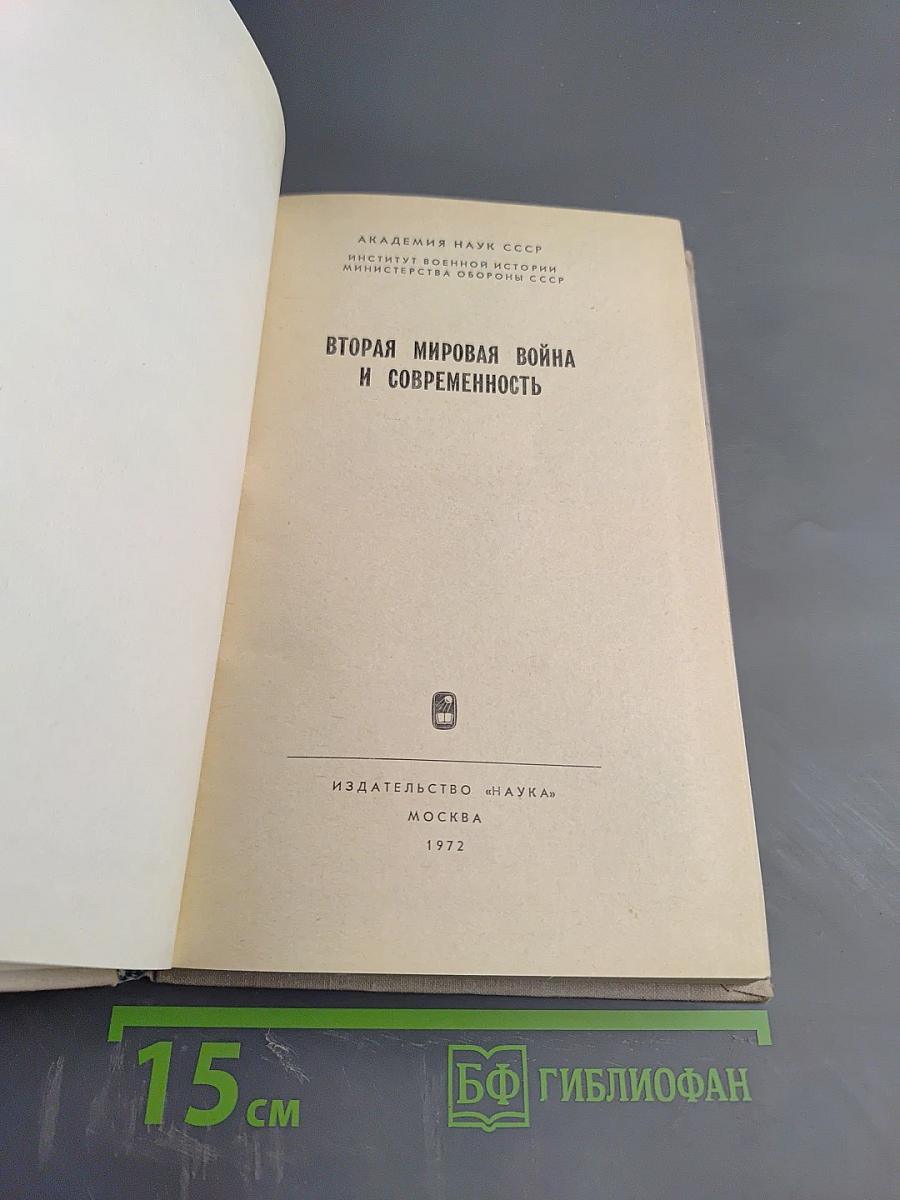 АКАДЕМИЯ НАУК СССР
ИНСТИТУТ ВОЕННОЙ ИСТОРИИ
МИНИСТЕРСТВА ОБОРОНЫ СССР
ВТОРАЯ МИРОВАЯ ВОЙНА
И СОВРЕМЕННОСТЬ
ИЗДАТЕЛЬСТВО «НАУКА»
МОСКВА
1972
15 см
БФ ГИБЛИОФАН